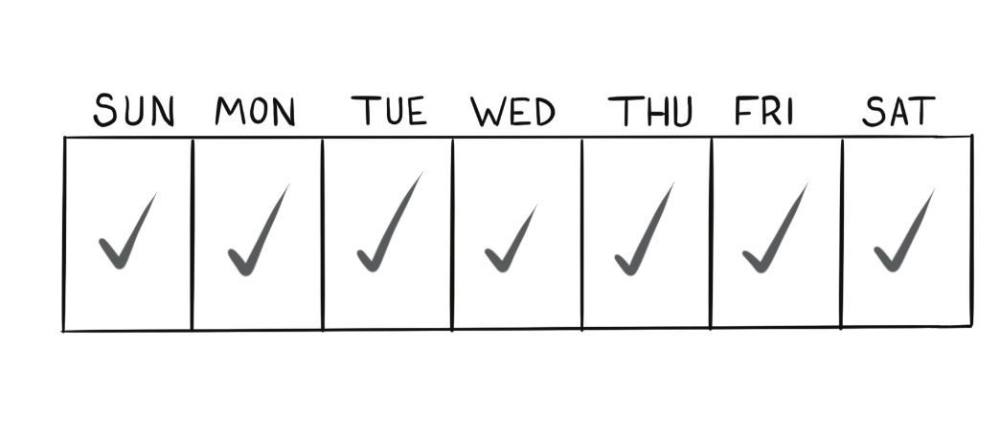 SUN MON TUE WED THU FRI SAT